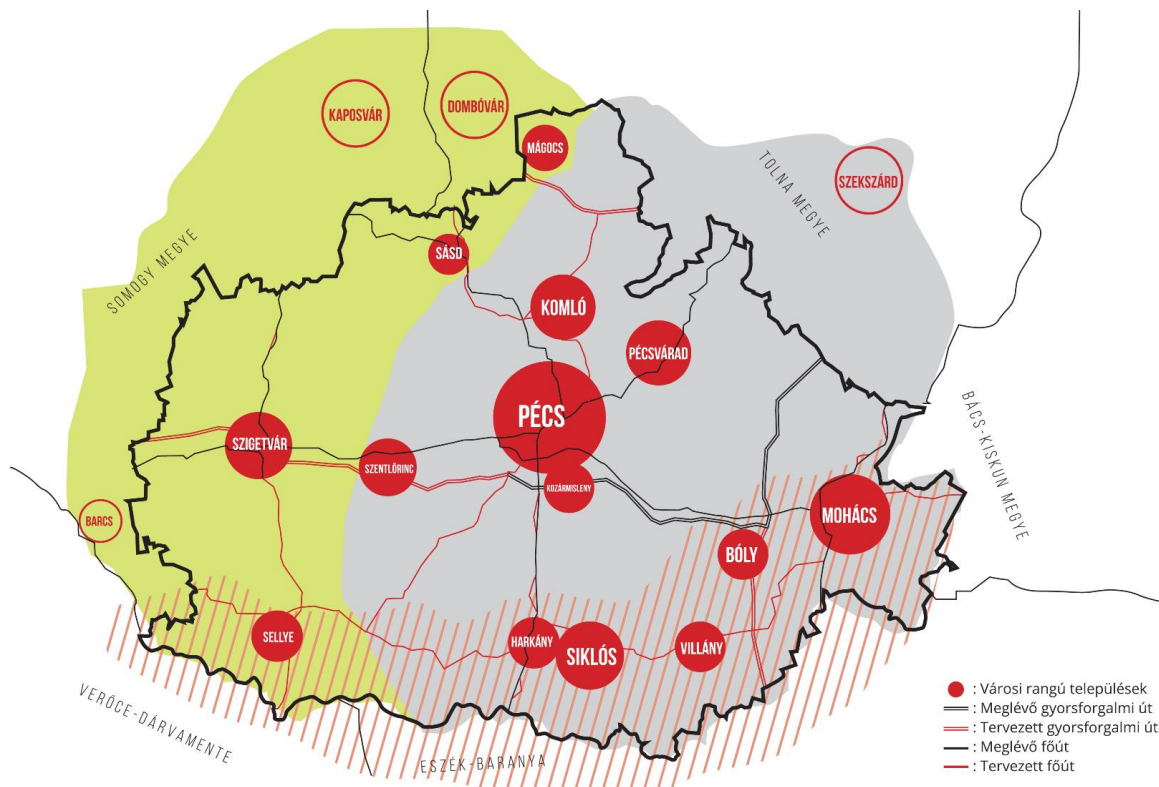 KAPOSVÁR
DOMBÓVÁR
MÁGOCS
TOLNA MEGYE
SZEKSZÁRD
SOMOGY MEGYE
SÁSD
KOMLÓ
PÉCSVÁRAD
PÉCS
SZIGETVÁR
SZENTLŐRINC
KOZÁRMISLENY
BÁCS-KISKUN MEGYE
BARCS
MOHÁCS
BÓLY
SELLYE
HARKÁNY
SIKLÓS
VILLÁNY
VERŐCE-DRÁVAMENTE
ESZÉK-BARANYA
: Városi rangú települések
: Meglévő gyorsforgalmi út
: Tervezett gyorsforgalmi út
: Meglévő főút
: Tervezett főút